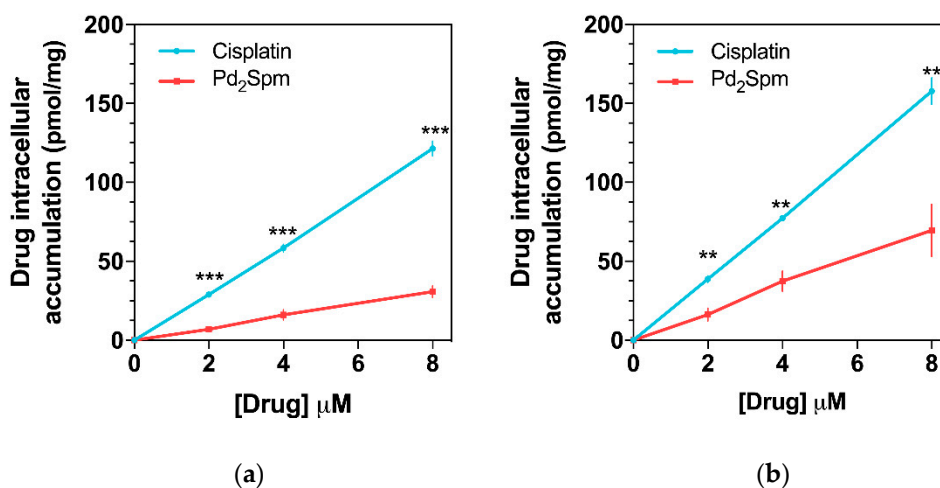 Drug intracellular
accumulation (pmol/mg)
200
150
100
50
0
Cisplatin
Pd₂Spm
***
***
***
0 2 4 6 8
[Drug] μM
(a)
Drug intracellular
accumulation (pmol/mg)
200
150
100
50
0
Cisplatin
Pd₂Spm
**
**
**
0 2 4 6 8
[Drug] μM
(b)